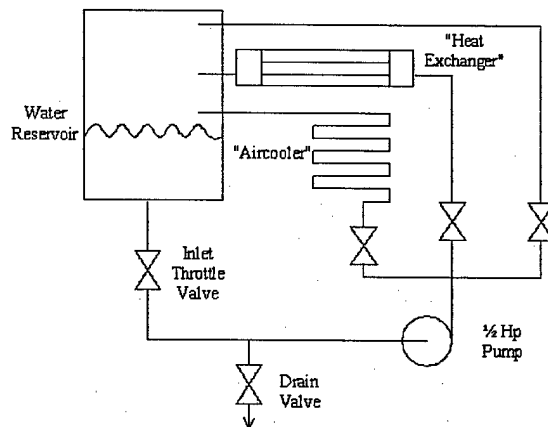 "Heat
Exchanger"
Water
Reservoir
"Aircooler"
Inlet
Throttle
Valve
½ Hp
Pump
Drain
Valve